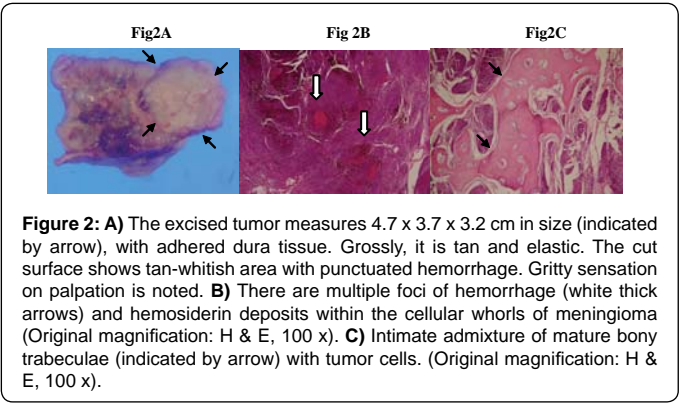 Fig2A Fig 2B Fig2C
Figure 2: A) The excised tumor measures 4.7 x 3.7 x 3.2 cm in size (indicated
by arrow), with adhered dura tissue. Grossly, it is tan and elastic. The cut
surface shows tan-whitish area with punctuated hemorrhage. Gritty sensation
on palpation is noted. B) There are multiple foci of hemorrhage (white thick
arrows) and hemosiderin deposits within the cellular whorls of meningioma
(Original magnification: H & E, 100 x). C) Intimate admixture of mature bony
trabeculae (indicated by arrow) with tumor cells. (Original magnification: H &
E, 100 x).